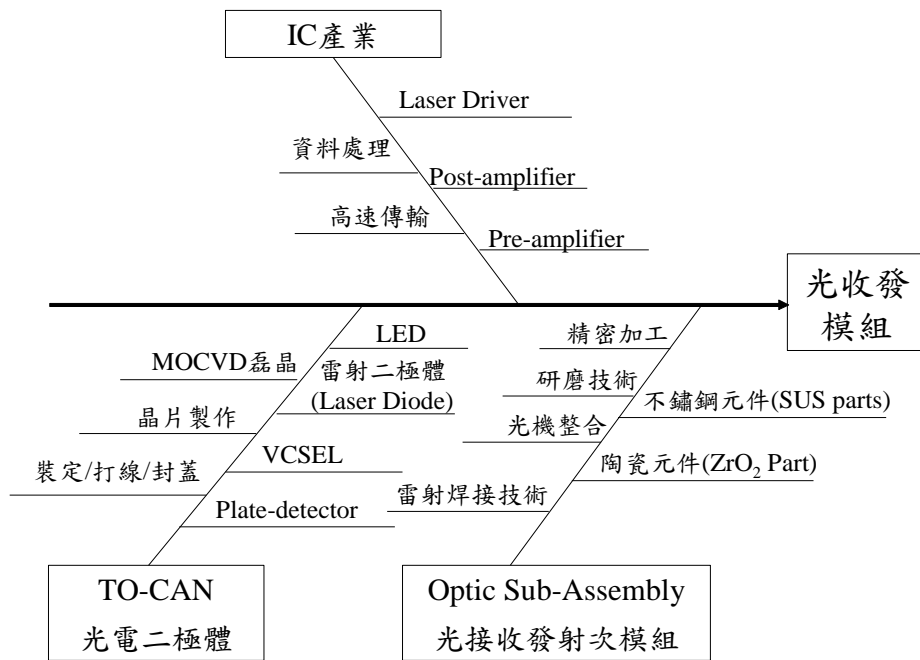 IC產業
Laser Driver
資料處理
Post-amplifier
高速傳輸
Pre-amplifier
光收發
模組
LED
MOCVD磊晶
雷射二極體
(Laser Diode)
晶片製作
VCSEL
裝定/打線/封蓋
Plate-detector
精密加工
研磨技術
不鏽鋼元件(SUS parts)
光機整合
陶瓷元件(ZrO₂ Part)
雷射焊接技術
TO-CAN
光電二極體
Optic Sub-Assembly
光接收發射次模組